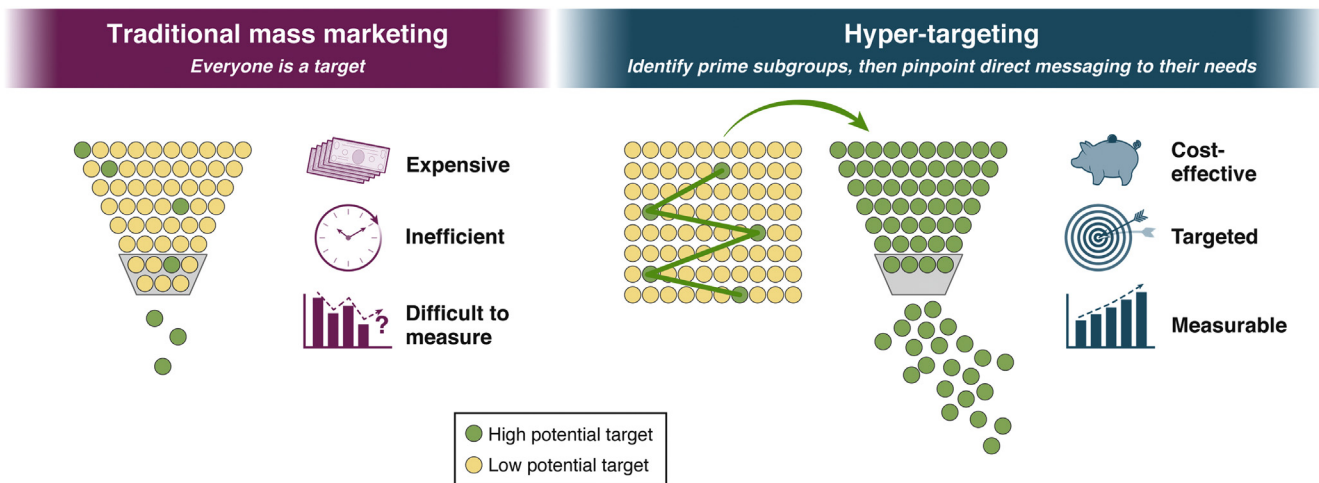 Traditional mass marketing
Everyone is a target
Hyper-targeting
Identify prime subgroups, then pinpoint direct messaging to their needs
Expensive
Inefficient
?
Difficult to
measure
Cost-
effective
Targeted
Measurable
High potential target
Low potential target